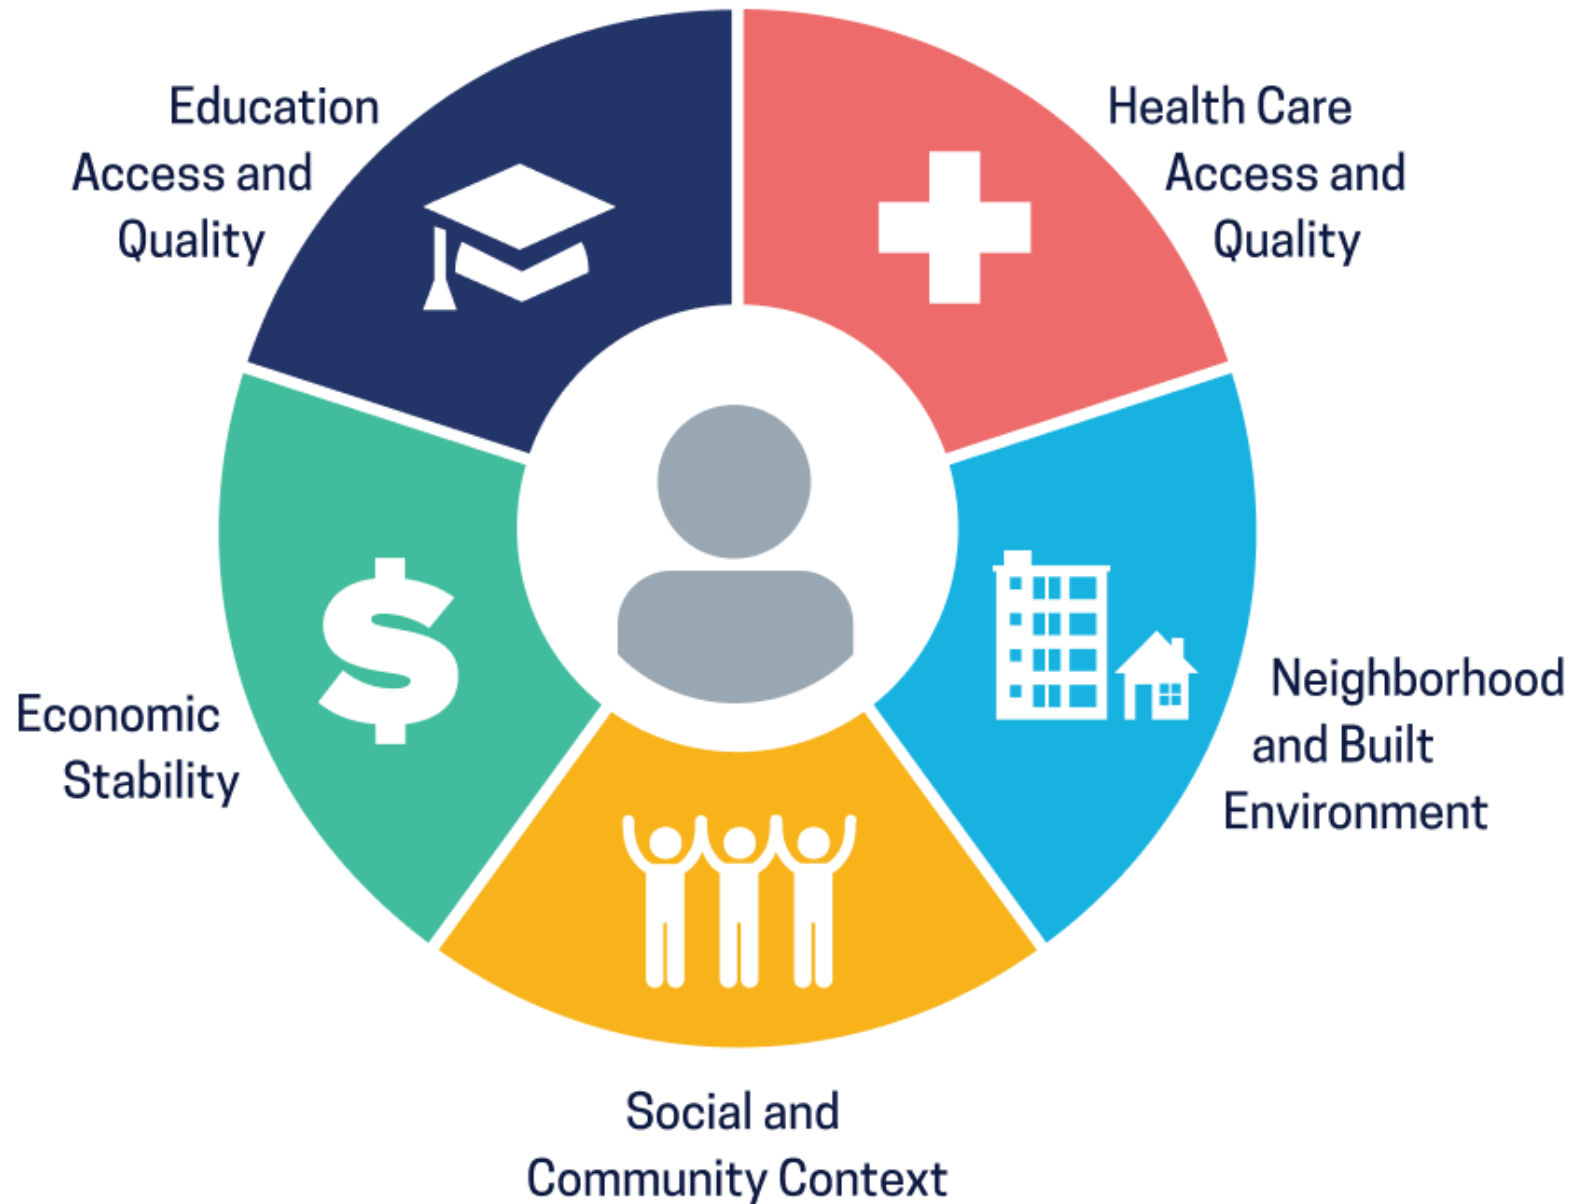 Education
Access and
Quality
Health Care
Access and
Quality
Neighborhood
and Built
Environment
Social and
Community Context
Economic
Stability